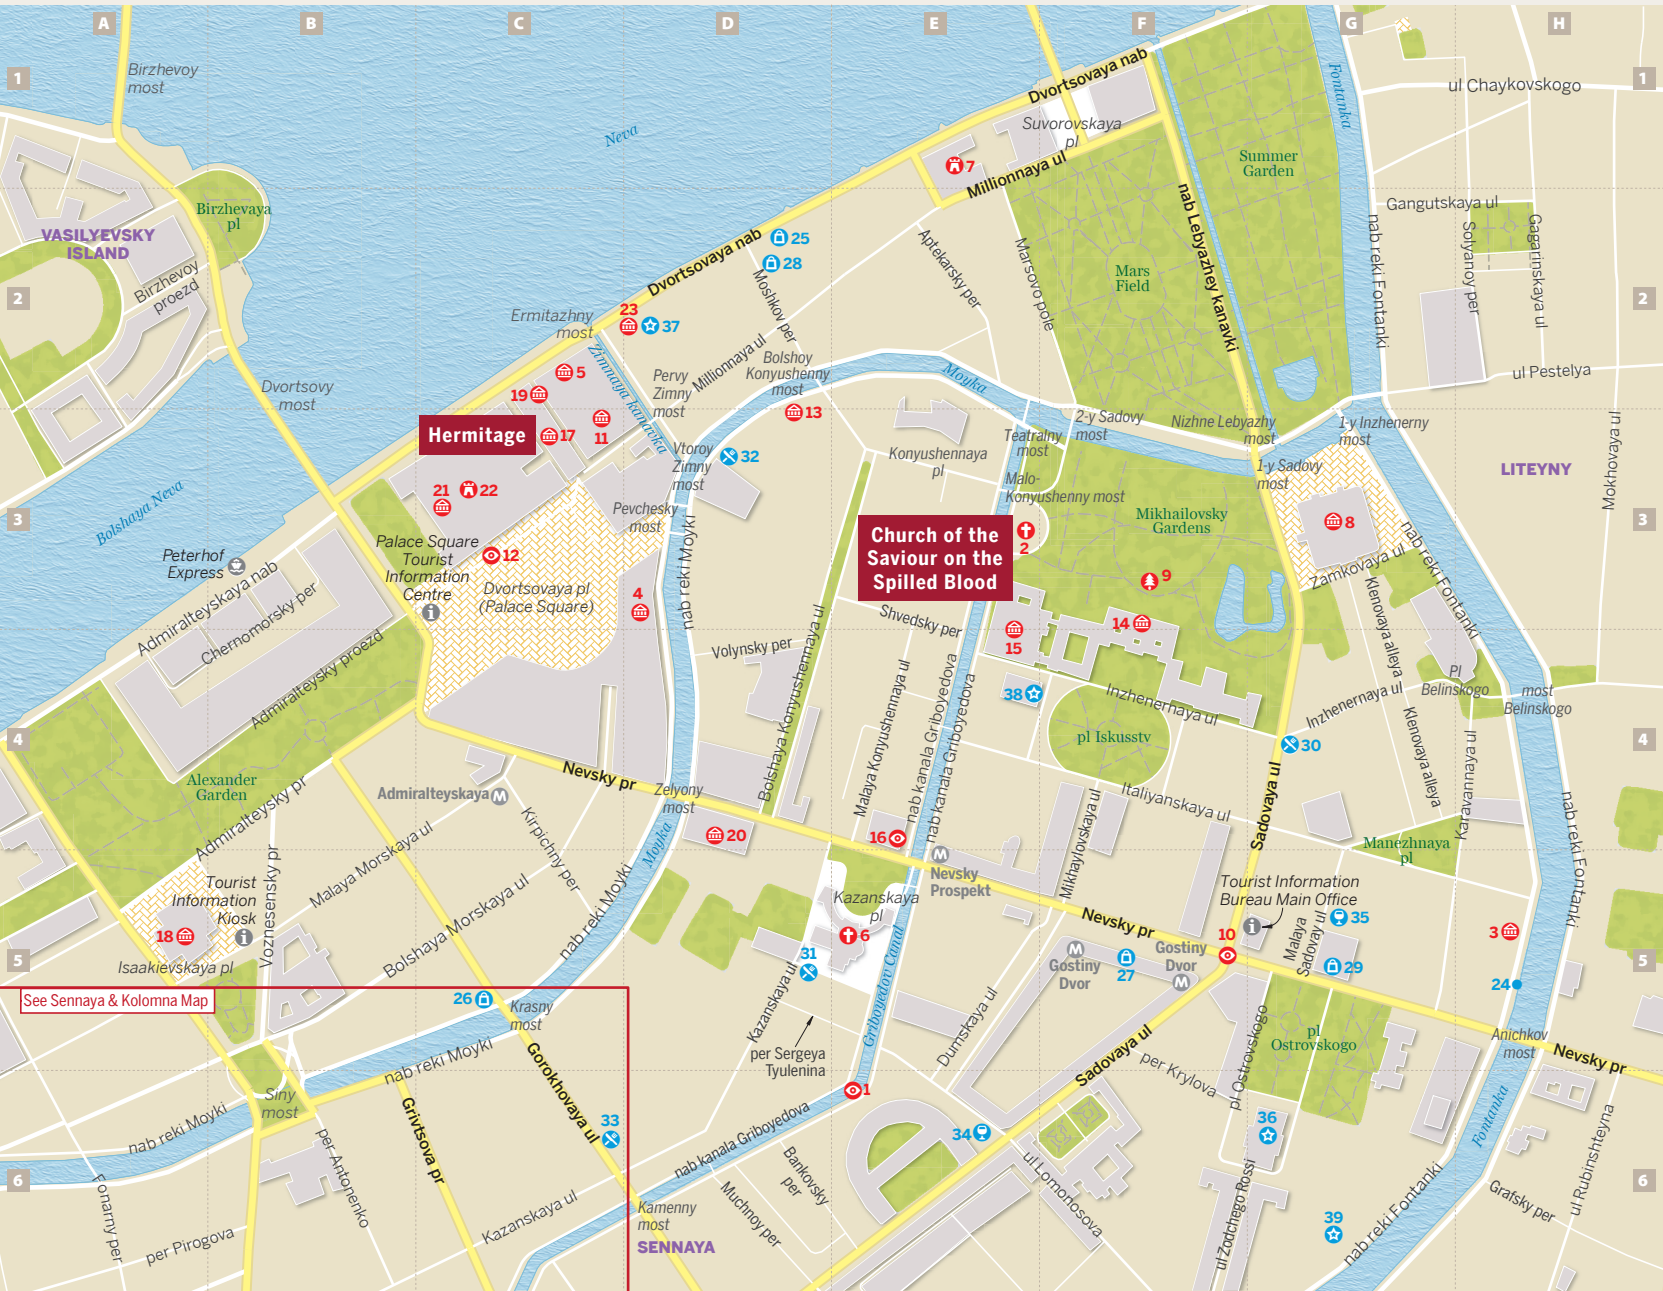 A
B
C
D
E
F
G
H
1
1
Birzhevoy
most
Neva
Dvortsovaya nab
Suvorovskaya
pl
Fontanka
ul Chaykovskogo
7
Millionnaya ul
Summer
Garden
Birzhevaya
pl
VASILYEVSKY
ISLAND
Birzhevoy
proezd
2
2
Dvortsovaya nab
25
28
Moshkov per
Aptekarsky per
Marsovo pole
Mars
Field
nab Lebyazhey kanavki
nab reki Fontanki
Gangutskaya ul
Solyanoy per
Gagarinskaya ul
Ermitazhny
most
23
37
Zimnaya kanavka
Millionnaya ul
Pervy
Zimny
most
Bolshoy
Konyushenny
most
Moyka
ul Pestelya
Dvortsovy
most
5
19
11
17
Hermitage
13
Vtoroy
Zimny
most
32
Konyushennaya
pl
Teatralny
most
2-y Sadovy
most
Nizhne Lebyazhy
most
1-y Inzhenerny
most
1-y Sadovy
most
LITEYNY
Mokhovaya ul
Malo-
Konyushenny most
Bolshaya Neva
3
3
21
22
Pevchesky
most
Church of the
Saviour on the
Spilled Blood
2
Mikhailovsky
Gardens
8
Zamkovaya ul
nab reki Fontanki
Peterhof
Express
Palace Square
Tourist
Information
Centre
12
Dvortsovaya pl
(Palace Square)
4
nab reki Moyki
9
14
15
Shvedsky per
Klenovaya alleya
Admiralteyskaya nab
Chernomorsky per
Admiralteysky proezd
Volynsky per
Bolshaya Konyushennaya ul
Malaya Konyushennaya ul
nab kanala Griboyedova
nab kanala Griboyedova
38
Inzhenernaya ul
Inzhenernaya ul
Pl
Belinskogo
most
Belinskogo
4
4
pl Iskusstv
30
Klenovaya alleya
Karavannaya ul
Alexander
Garden
Admiralteysky pr
Admiralteyskaya
M
Nevsky pr
Zelyony
most
20
16
M
Nevsky
Prospekt
Italiyanskaya ul
Mikhaylovskaya ul
Sadovaya ul
Manezhnaya
pl
nab reki Fontanki
Kirpichny per
Malaya Morskaya ul
Bolshaya Morskaya ul
Moyka
nab reki Moyki
Voznesensky pr
Tourist
Information
Kiosk
18
Isaakievskaya pl
Kazanskaya
pl
6
31
Kazanskaya ul
Griboyedov Canal
Tourist Information
Bureau Main Office
Nevsky pr
10
Malaya
Sadovay ul
35
29
3
24
5
5
M
Gostiny
Dvor
27
Gostiny
Dvor
M
See Sennaya & Kolomna Map
26
Krasny
most
Gorokhovaya ul
per Sergeya
Tyulenina
Dumskaya ul
Sadovaya ul
per Krylova
pl Ostrovskogo
pl
Ostrovskogo
Anichkov
most
Nevsky pr
nab reki Moyki
Siny
most
nab reki Moyki
Grivtsova pr
33
1
34
36
Fontanka
ul Rubinshteyna
nab kanala Griboyedova
Bankovsky
per
Muchnoy per
ul Lomonosova
ul Zodchego Rossi
6
6
Fonarny per
per Pirogova
per Antonenko
Kazanskaya ul
Kamenny
most
SENNAYA
39
nab reki Fontanki
Grafsky per